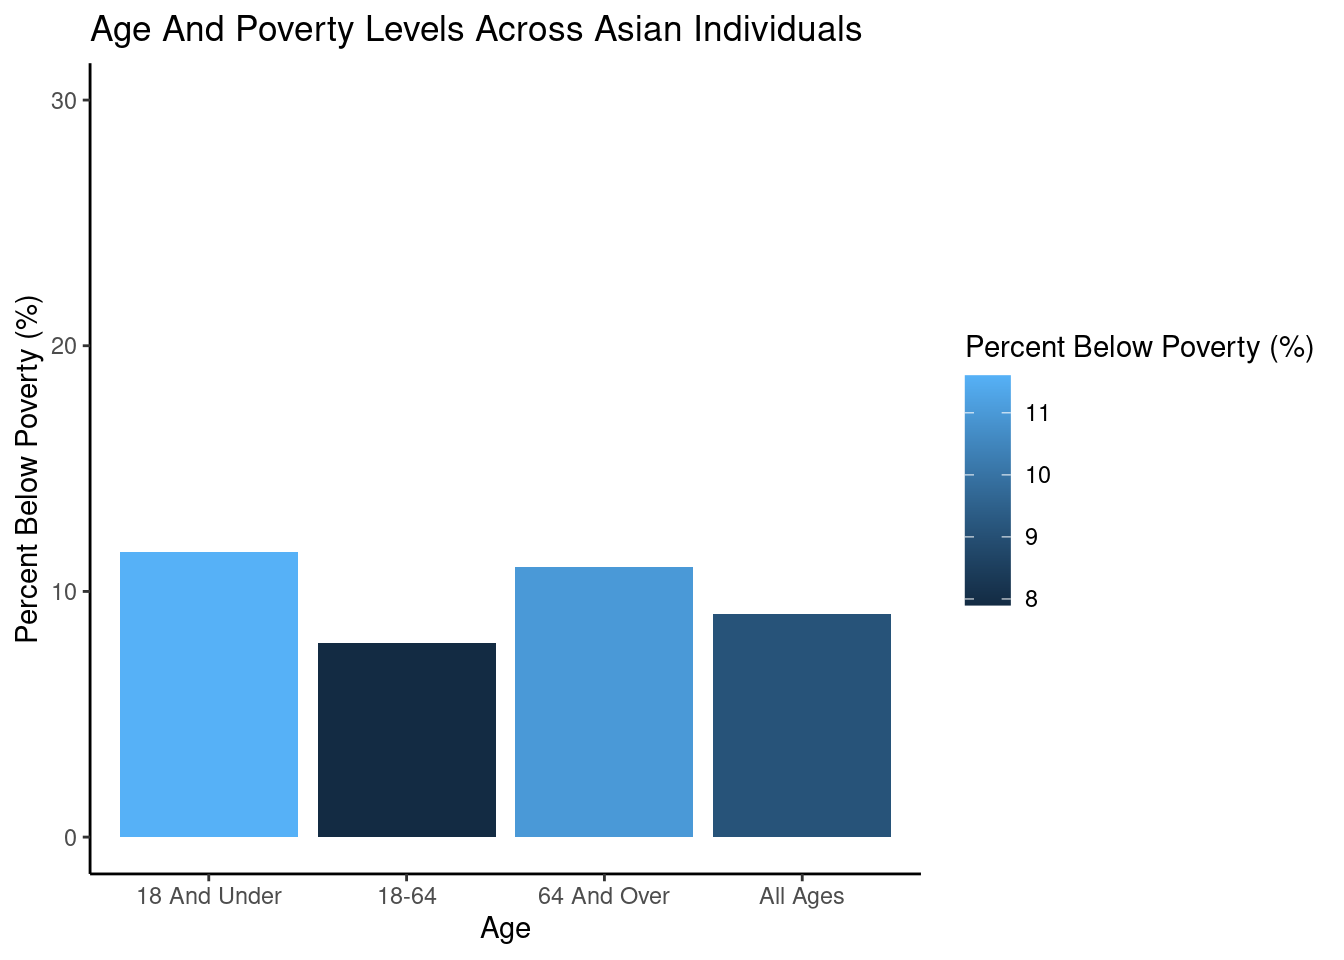 Age And Poverty Levels Across Asian Individuals
Percent Below Poverty (%)
30
20
10
0
18 And Under
18-64
64 And Over
All Ages
Age
Percent Below Poverty (%)
11
10
9
8